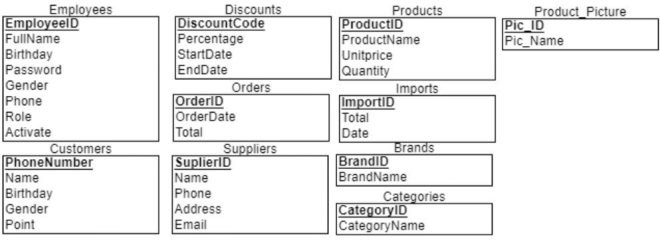 Employees
EmployeeID
FullName
Birthday
Password
Gender
Phone
Role
Activate
Discounts
DiscountCode
Percentage
StartDate
EndDate
Products
ProductID
ProductName
Unitprice
Quantity
Product_Picture
Pic_ID
Pic_Name
Orders
OrderID
OrderDate
Total
Imports
ImportID
Total
Date
Customers
PhoneNumber
Name
Birthday
Gender
Point
Suppliers
SuplierID
Name
Phone
Address
Email
Brands
BrandID
BrandName
Categories
CategoryID
CategoryName